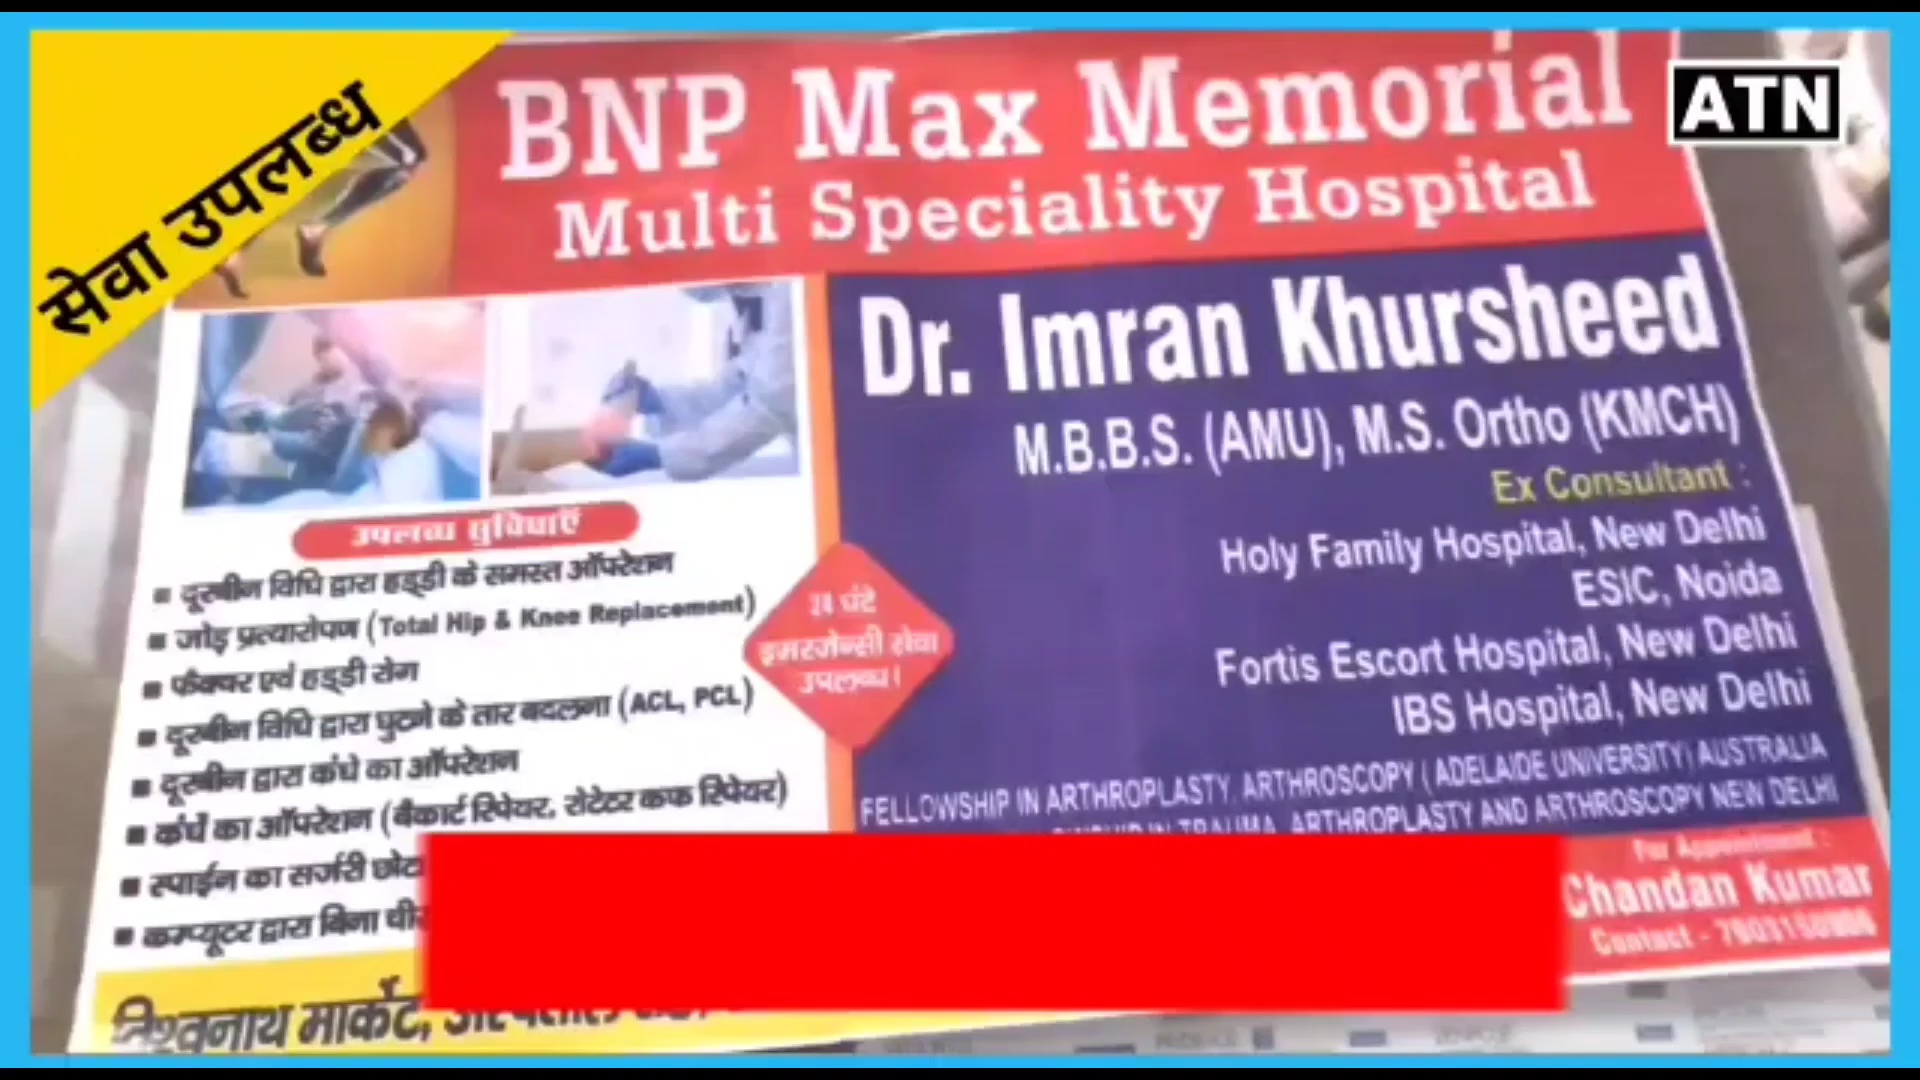 सेवा उपलब्ध
ATN
BNP Max Memorial
Multi Speciality Hospital
Dr. Imran Khursheed
M.B.B.S. (AMU), M.S. Ortho (KMCH)
Ex Consultant :
Holy Family Hospital, New Delhi
ESIC, Noida
Fortis Escort Hospital, New Delhi
IBS Hospital, New Delhi
FELLOWSHIP IN ARTHROPLASTY, ARTHROSCOPY ( ADELAIDE UNIVERSITY) AUSTRALIA
IN TRAUMA, ARTHROPLASTY AND ARTHROSCOPY NEW DELHI
उपलब्ध सुविधाएँ
दूरबीन विधि द्वारा हड्डी के समस्त ऑपरेशन
जोड़ प्रत्यारोपण (Total Hip & Knee Replacement)
फ्रैक्चर एवं हड्डी रोग
दूरबीन विधि द्वारा घुटने के तार बदलना (ACL, PCL)
दूरबीन द्वारा कंधे का ऑपरेशन
कंधे का ऑपरेशन (बैंकार्ट रिपेयर, रोटेटर कफ रिपेयर)
स्पाईन का सर्जरी छोटा
कम्प्यूटर द्वारा बिना
24 घंटे
इमरजेन्सी सेवा
उपलब्ध।
For Appointment :
Chandan Kumar
Contact -
विश्वनाथ मार्केट,